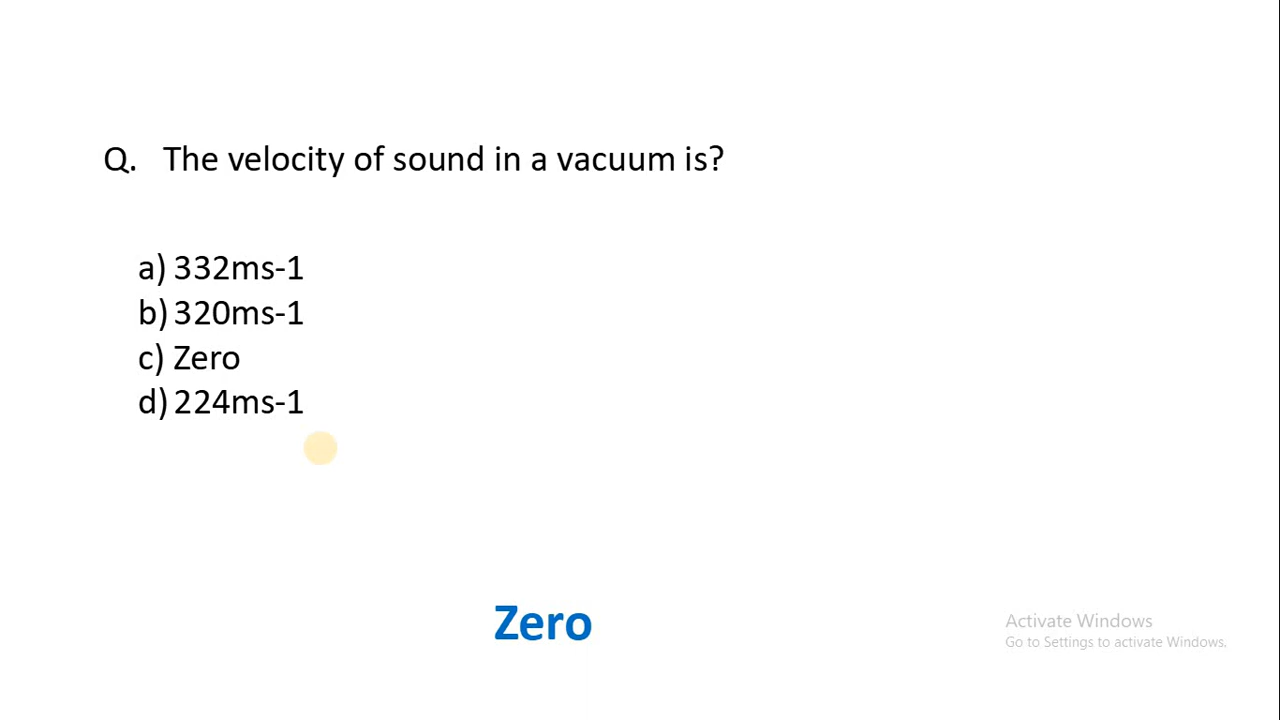 Q. The velocity of sound in a vacuum is?
a) 332ms-1
b) 320ms-1
c) Zero
d) 224ms-1
Zero
Activate Windows
Go to Settings to activate Windows.